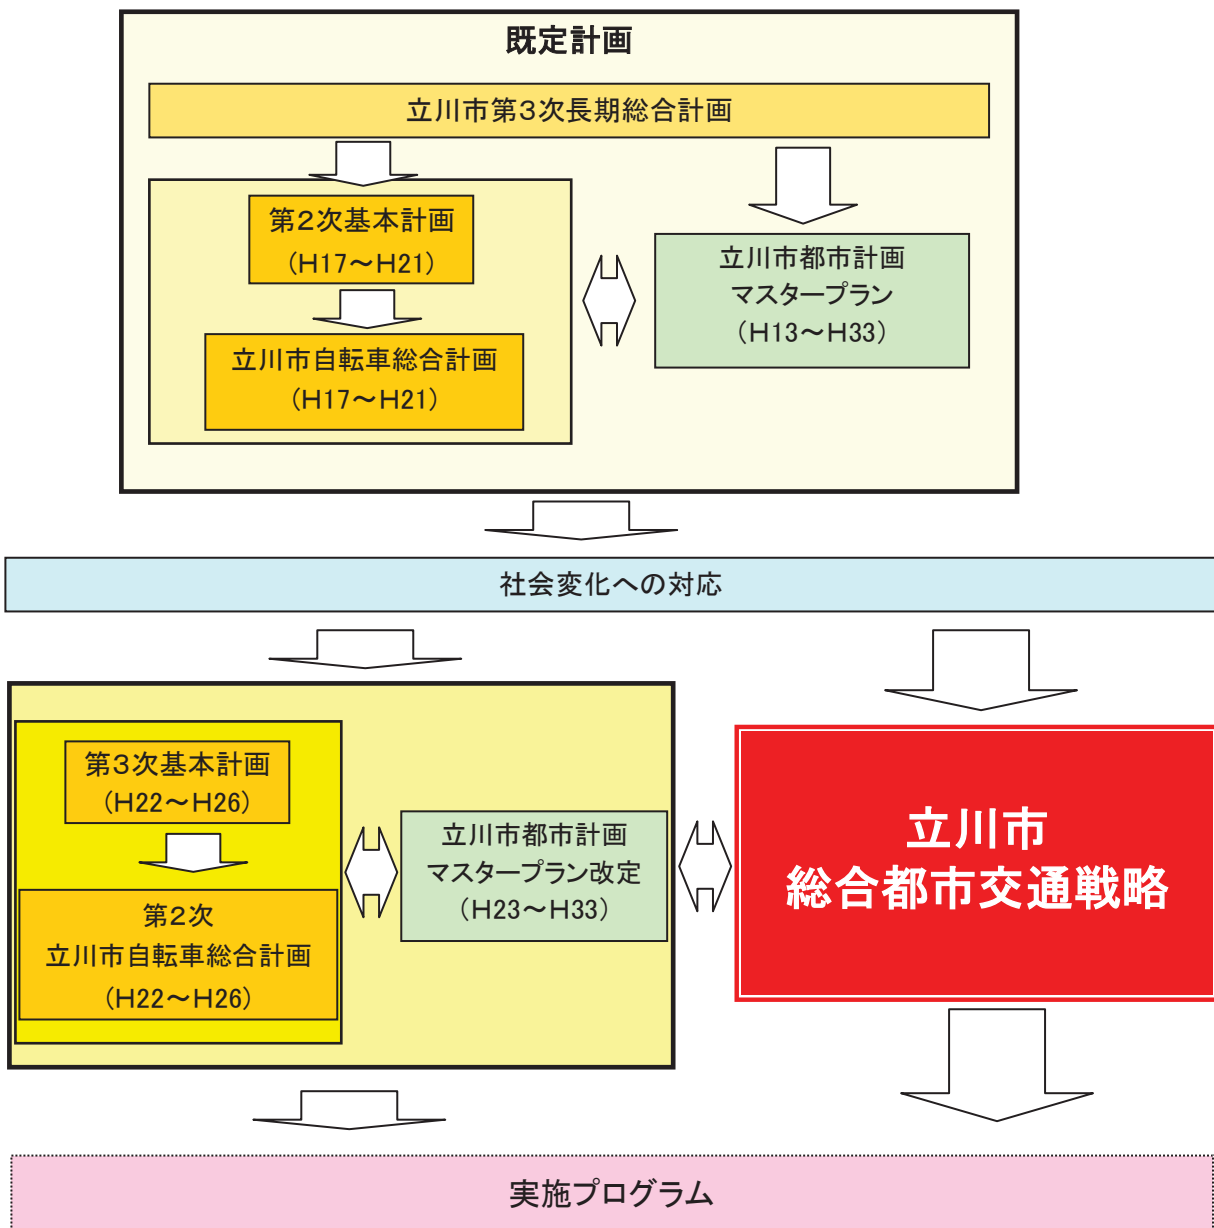 既定計画
立川市第３次長期総合計画
第２次基本計画
（Ｈ17～Ｈ21）
立川市自転車総合計画
（Ｈ17～Ｈ21）
立川市都市計画
マスタープラン
（Ｈ13～Ｈ33）
社会変化への対応
第３次基本計画
（Ｈ22～Ｈ26）
第２次
立川市自転車総合計画
（Ｈ22～Ｈ26）
立川市都市計画
マスタープラン改定
（Ｈ23～Ｈ33）
立川市
総合都市交通戦略
実施プログラム